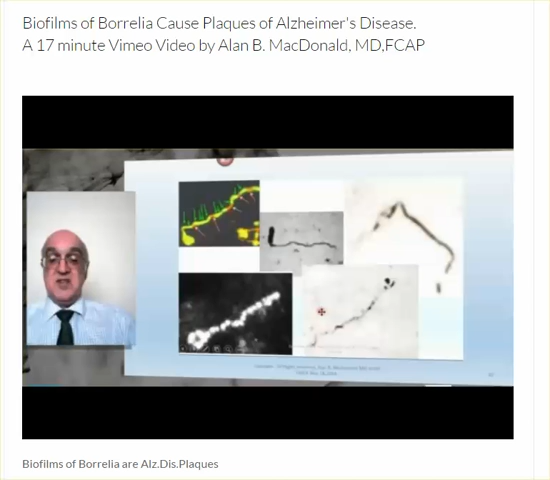 Biofilms of Borrelia Cause Plaques of Alzheimer's Disease.
A 17 minute Vimeo Video by Alan B. MacDonald, MD,FCAP
Biofilms of Borrelia are Alz.Dis.Plaques